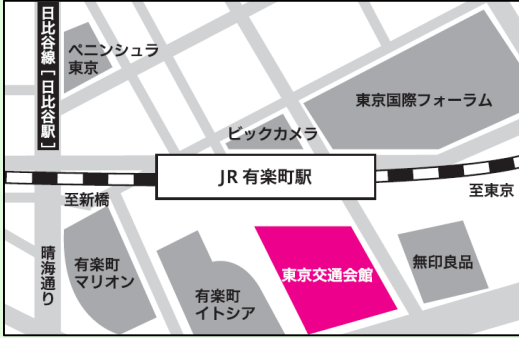 日比谷線［日比谷駅］
ペニンシュラ
東京
東京国際フォーラム
ビックカメラ
JR 有楽町駅
至新橋
至東京
晴海通り
有楽町
マリオン
有楽町
イトシア
東京交通会館
無印良品